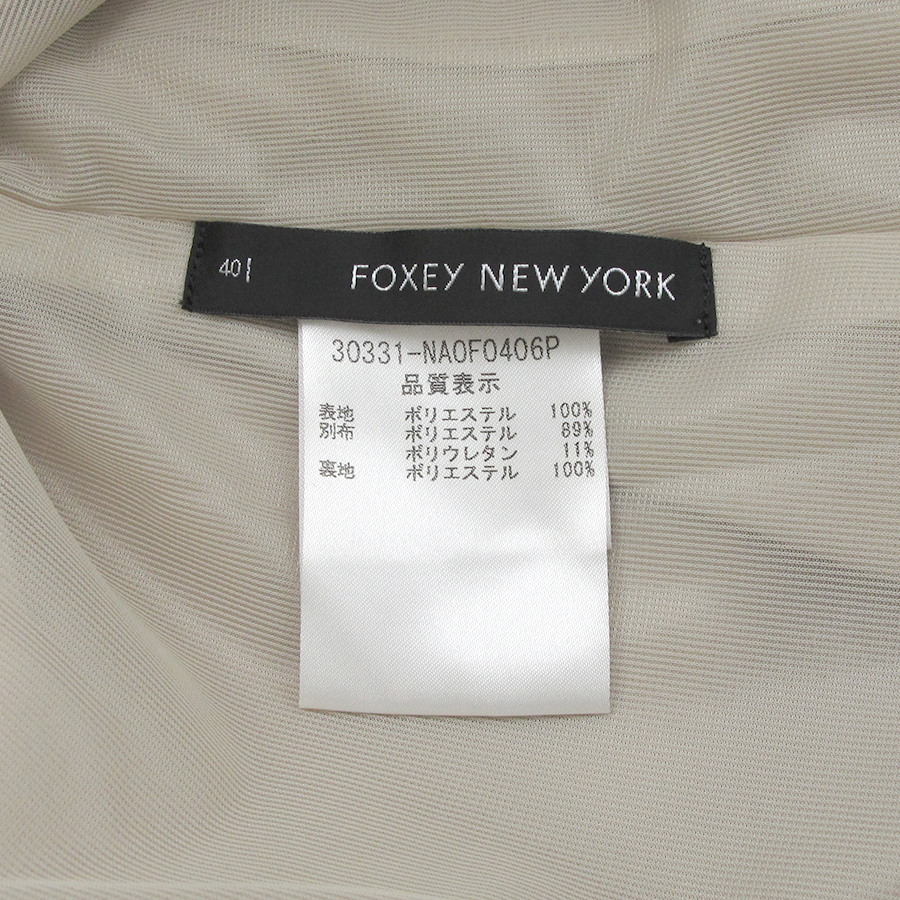 40 FOXEY NEW YORK
30331-NAOF0406P
品質表示
表地 ポリエステル 100%
別布 ポリエステル 89%
ポリウレタン 11%
裏地 ポリエステル 100%